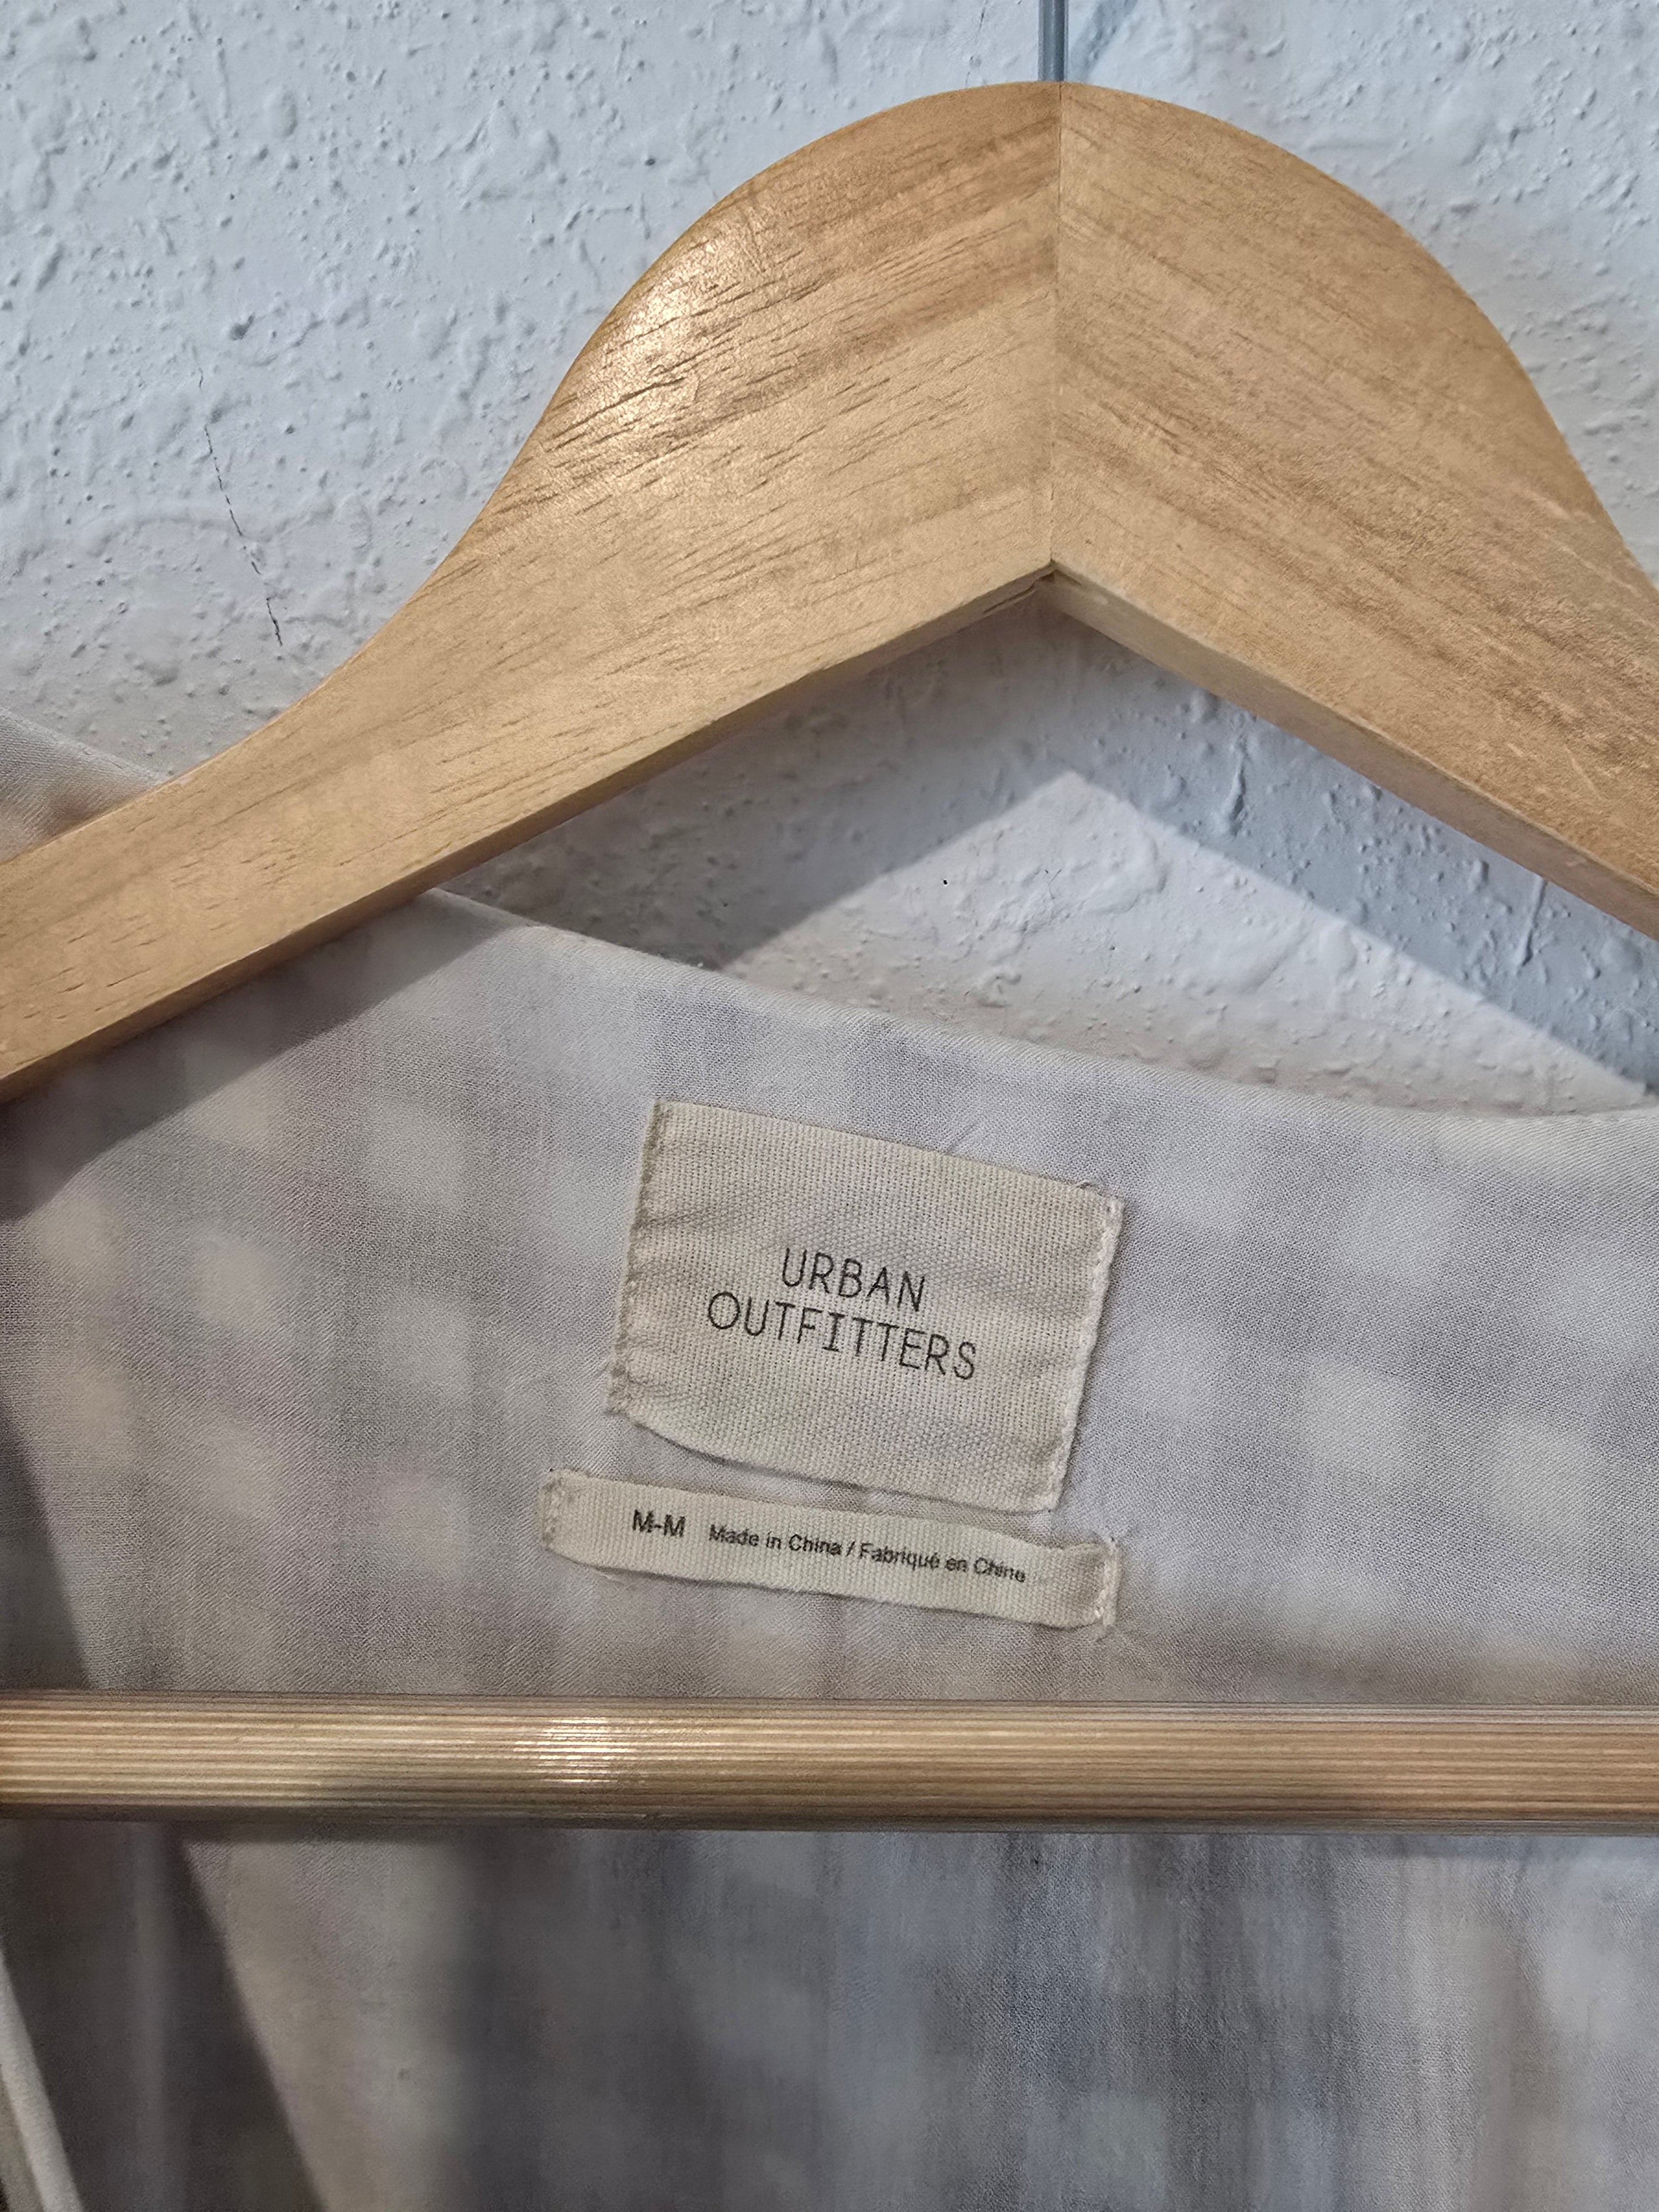 URBAN
OUTFITTERS
M-M Made in China / Fabriqué en Chine